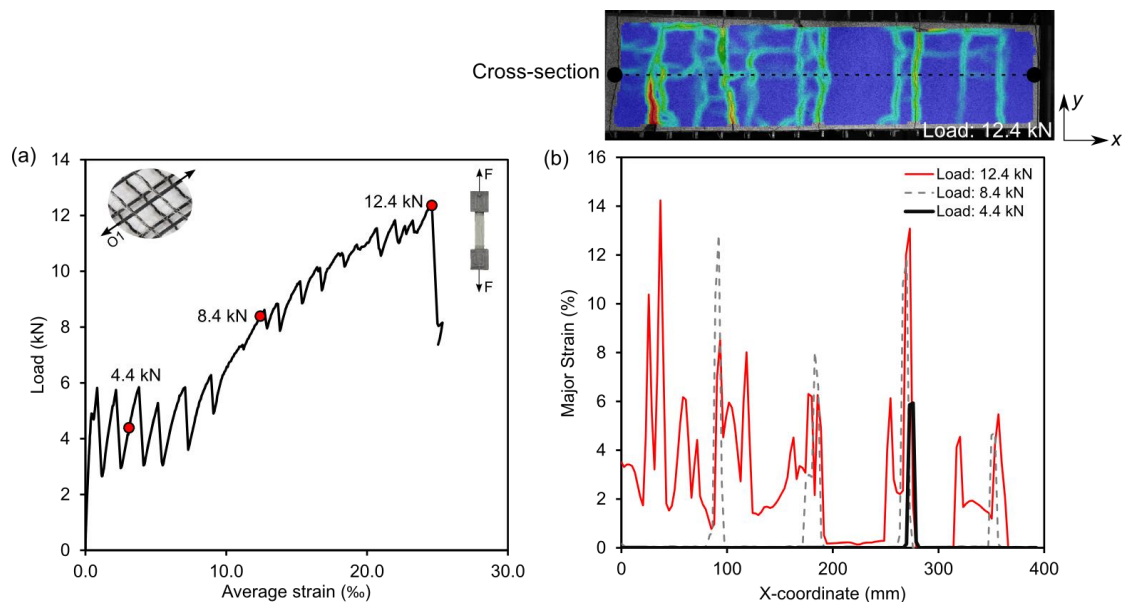 Cross-section
Load: 12.4 kN
y
x
(a)
14
12
10
8
6
4
2
0
Load (kN)
0.0
10.0
20.0
30.0
Average strain (‰)
O1
4.4 kN
8.4 kN
12.4 kN
F
F
(b)
16
14
12
10
8
6
4
2
0
Major Strain (%)
0
100
200
300
400
X-coordinate (mm)
Load: 12.4 kN
Load: 8.4 kN
Load: 4.4 kN